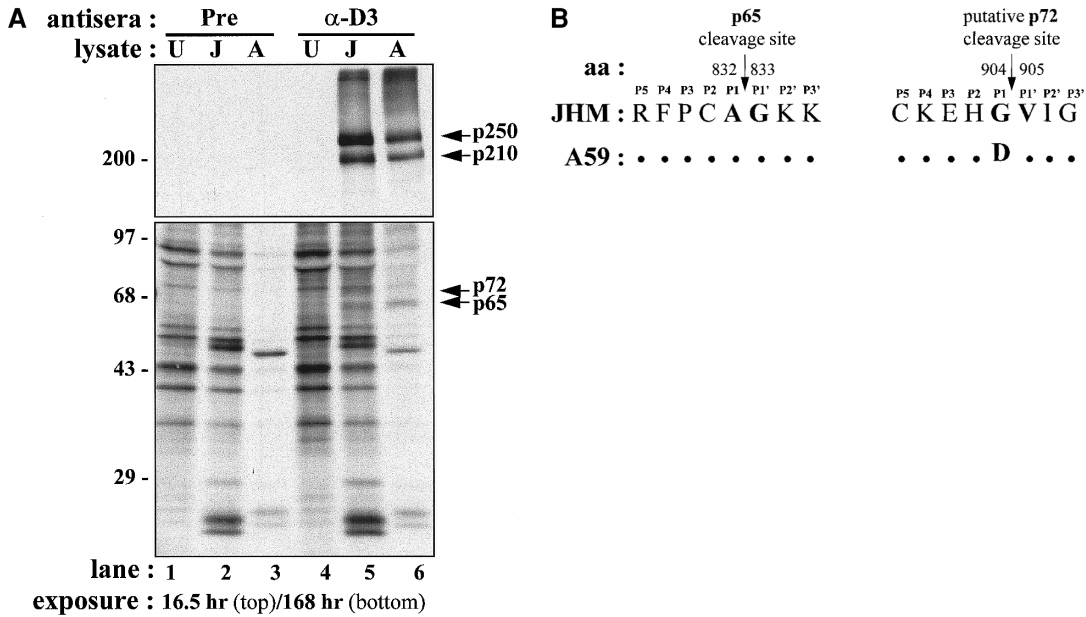 A
antisera : Pre α-D3
lysate : U J A U J A
p250
200 - p210
97 -
p72
68 - p65
43 -
29 -
lane : 1 2 3 4 5 6
exposure : 16.5 hr (top)/168 hr (bottom)
B
p65 putative p72
cleavage site cleavage site
aa : 832 833 904 905
P5 P4 P3 P2 P1 P1' P2' P3' P5 P4 P3 P2 P1 P1' P2' P3'
JHM : R F P C A G K K C K E H G V I G
A59 : • • • • • • • • • • • • D • • •